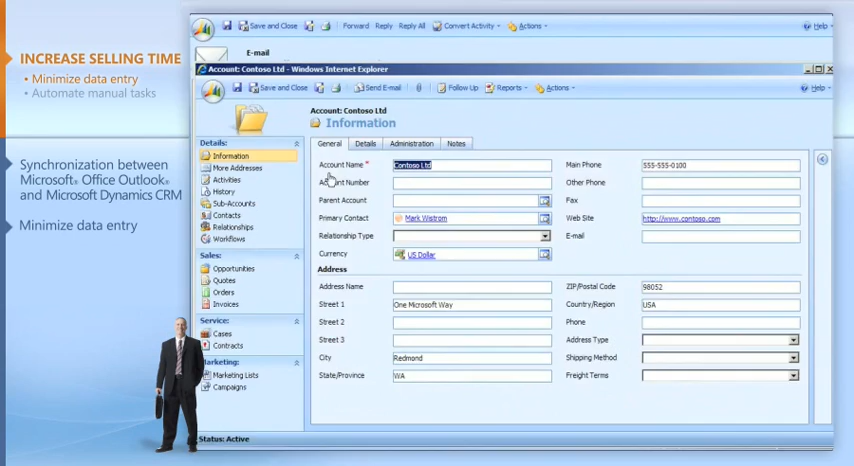 INCREASE SELLING TIME
• Minimize data entry
• Automate manual tasks
Synchronization between
Microsoft® Office Outlook®
and Microsoft Dynamics CRM
Minimize data entry
Save and Close
Forward
Reply
Reply All
Convert Activity
Actions
Help
E-mail
Account: Contoso Ltd - Windows Internet Explorer
Save and Close
Send E-mail
Follow Up
Reports
Actions
Help
Account: Contoso Ltd
Information
Details:
Information
More Addresses
Activities
History
Sub-Accounts
Contacts
Relationships
Workflows
Sales:
Opportunities
Quotes
Orders
Invoices
Service:
Cases
Contracts
Marketing:
Marketing Lists
Campaigns
General
Details
Administration
Notes
Account Name * Contoso Ltd
Main Phone 555-555-0100
Account Number
Other Phone
Parent Account
Fax
Primary Contact Mark Wistrom
Web Site http://www.contoso.com
Relationship Type
E-mail
Currency US Dollar
Address
Address Name
ZIP/Postal Code 98052
Street 1 One Microsoft Way
Country/Region USA
Street 2
Phone
Street 3
Address Type
City Redmond
Shipping Method
State/Province WA
Freight Terms
Status: Active